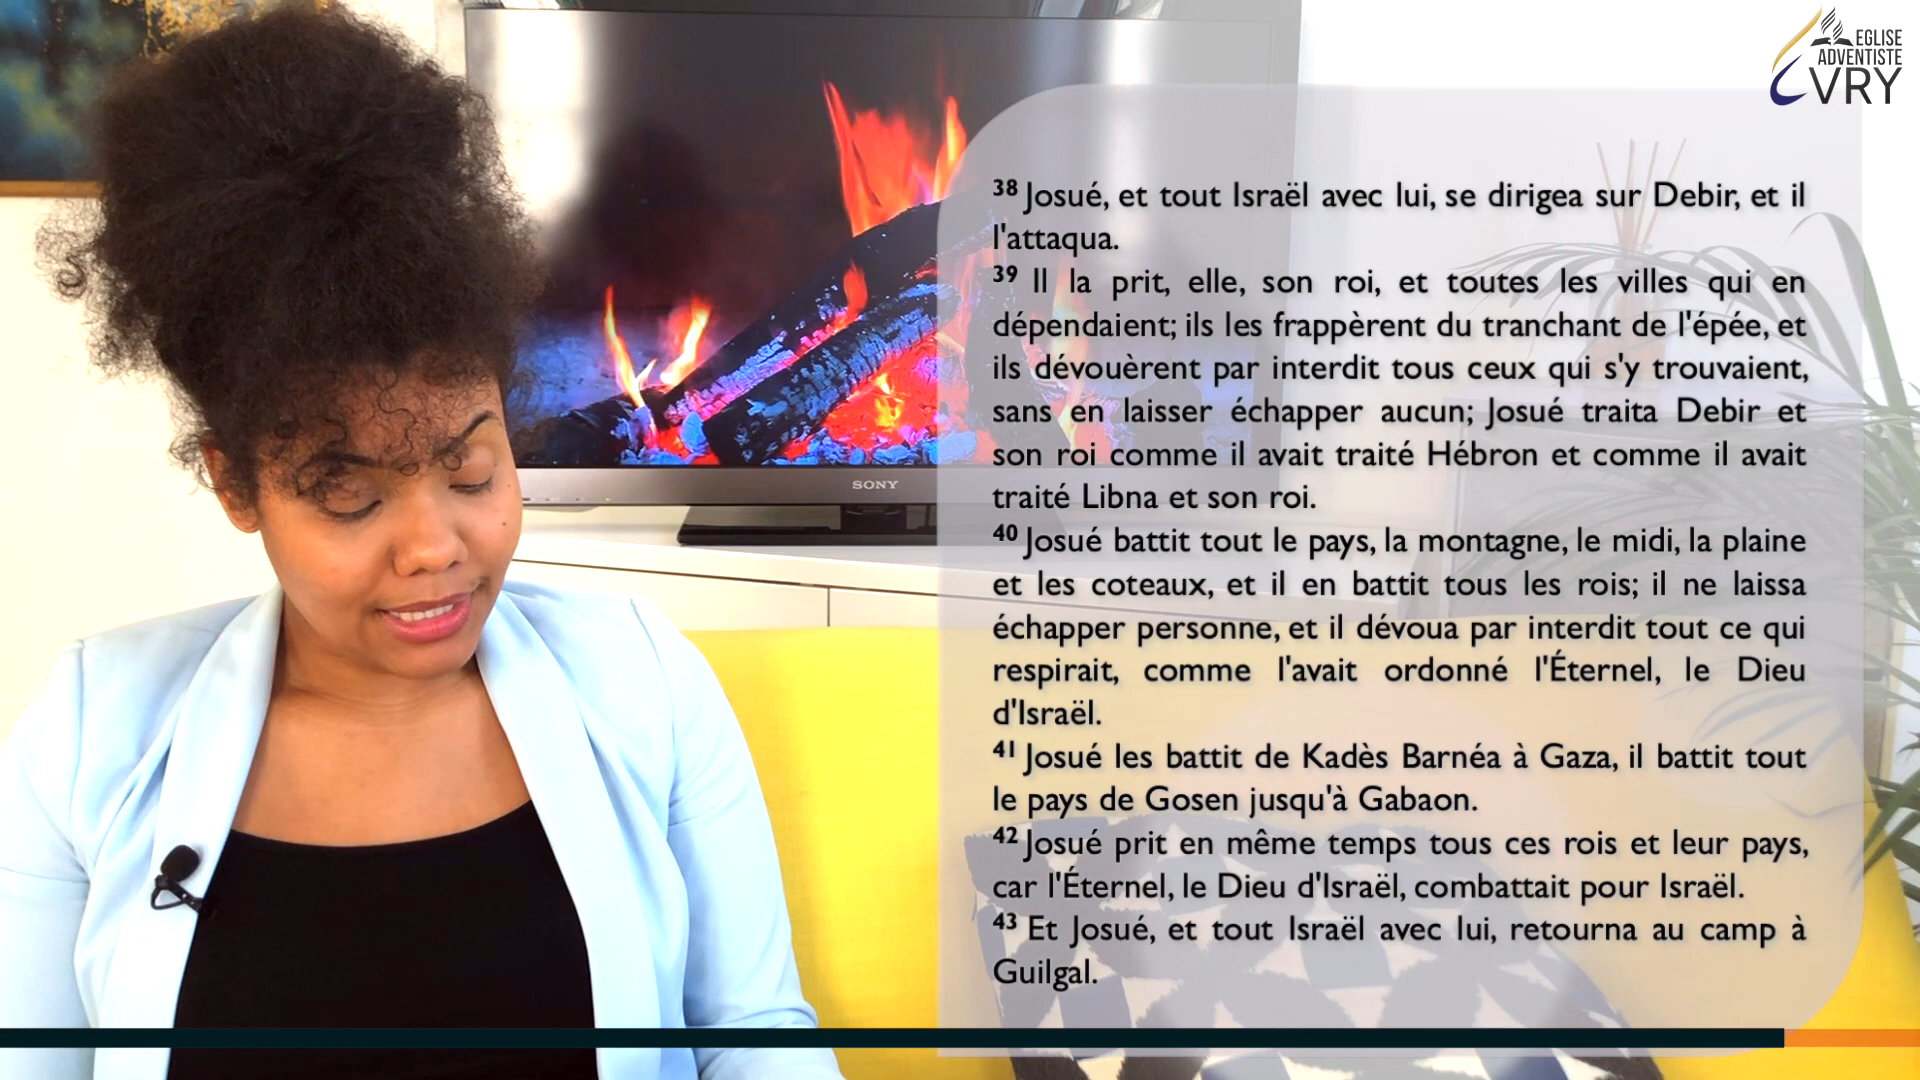 EGLISE
ADVENTISTE
VRY
38 Josué, et tout Israël avec lui, se dirigea sur Debir, et il
l'attaqua.
39 Il la prit, elle, son roi, et toutes les villes qui en
dépendaient; ils les frappèrent du tranchant de l'épée, et
ils dévouèrent par interdit tous ceux qui s'y trouvaient,
sans en laisser échapper aucun; Josué traita Debir et
son roi comme il avait traité Hébron et comme il avait
traité Libna et son roi.
40 Josué battit tout le pays, la montagne, le midi, la plaine
et les coteaux, et il en battit tous les rois; il ne laissa
échapper personne, et il dévoua par interdit tout ce qui
respirait, comme l'avait ordonné l'Éternel, le Dieu
d'Israël.
41 Josué les battit de Kadès Barnéa à Gaza, il battit tout
le pays de Gosen jusqu'à Gabaon.
42 Josué prit en même temps tous ces rois et leur pays,
car l'Éternel, le Dieu d'Israël, combattait pour Israël.
43 Et Josué, et tout Israël avec lui, retourna au camp à
Guilgal.
SONY